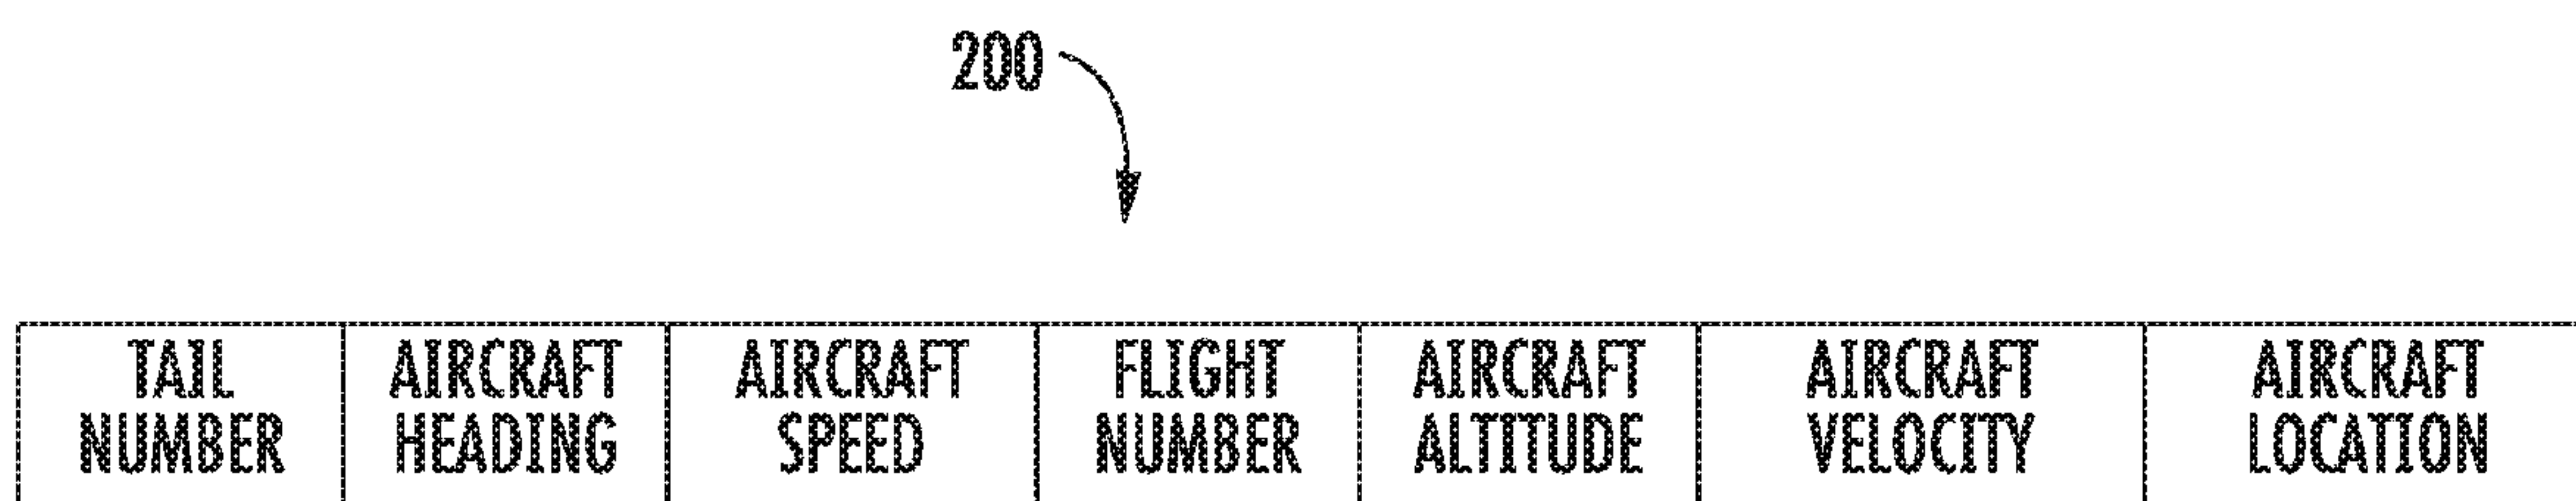 200
TAIL NUMBER
AIRCRAFT HEADING
AIRCRAFT SPEED
FLIGHT NUMBER
AIRCRAFT ALTITUDE
AIRCRAFT VELOCITY
AIRCRAFT LOCATION